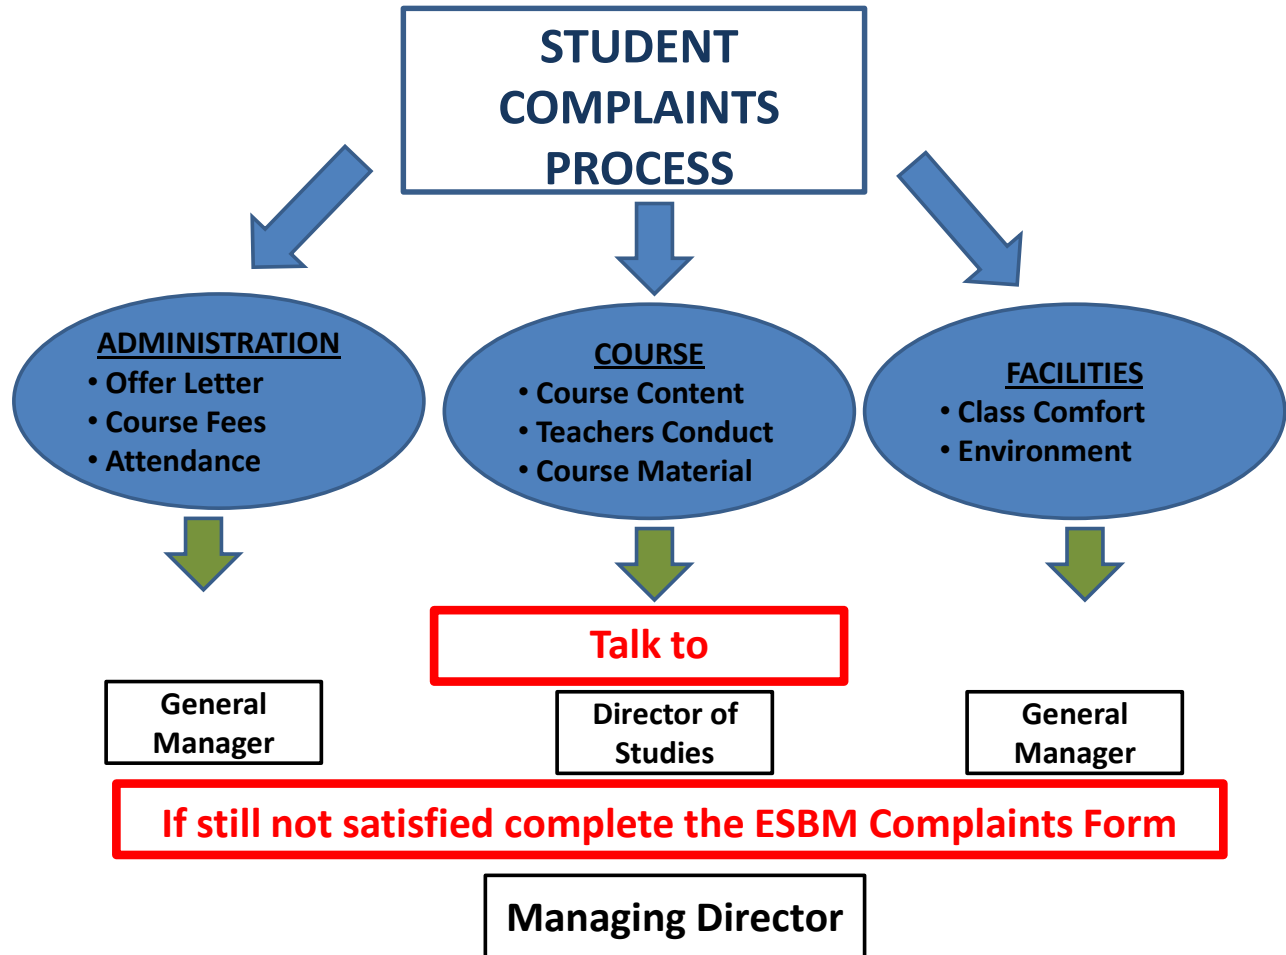 STUDENT
COMPLAINTS
PROCESS
ADMINISTRATION
• Offer Letter
• Course Fees
• Attendance
COURSE
• Course Content
• Teachers Conduct
• Course Material
FACILITIES
• Class Comfort
• Environment
Talk to
General
Manager
Director of
Studies
General
Manager
If still not satisfied complete the ESBM Complaints Form
Managing Director